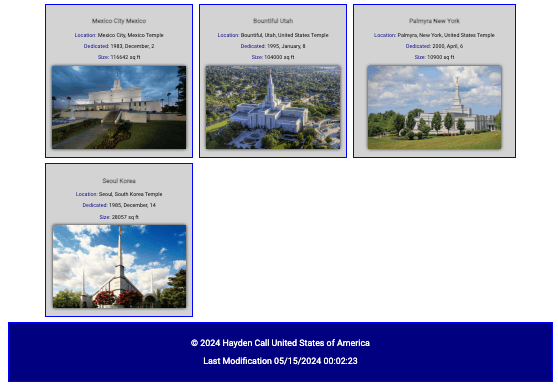 Mexico City Mexico
Location: Mexico City, Mexico Temple
Dedicated: 1983, December, 2
Size: 116642 sq ft
Bountiful Utah
Location: Bountiful, Utah, United States Temple
Dedicated: 1995, January, 8
Size: 104000 sq ft
Palmyra New York
Location: Palmyra, New York, United States Temple
Dedicated: 2000, April, 6
Size: 10900 sq ft
Seoul Korea
Location: Seoul, South Korea Temple
Dedicated: 1985, December, 14
Size: 28057 sq ft
© 2024 Hayden Call United States of America
Last Modification 05/15/2024 00:02:23